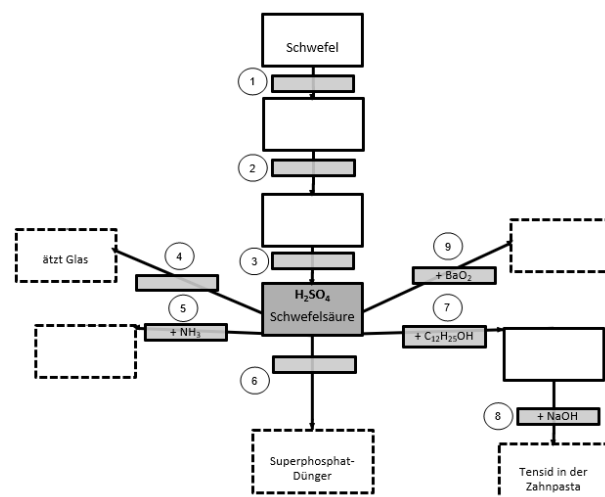 Schwefel
1
2
3
4
9
ätzt Glas
+ BaO₂
H₂SO₄
Schwefelsäure
5
7
+ NH₃
+ C₁₂H₂₅OH
6
8
+ NaOH
Superphosphat-
Dünger
Tensid in der
Zahnpasta